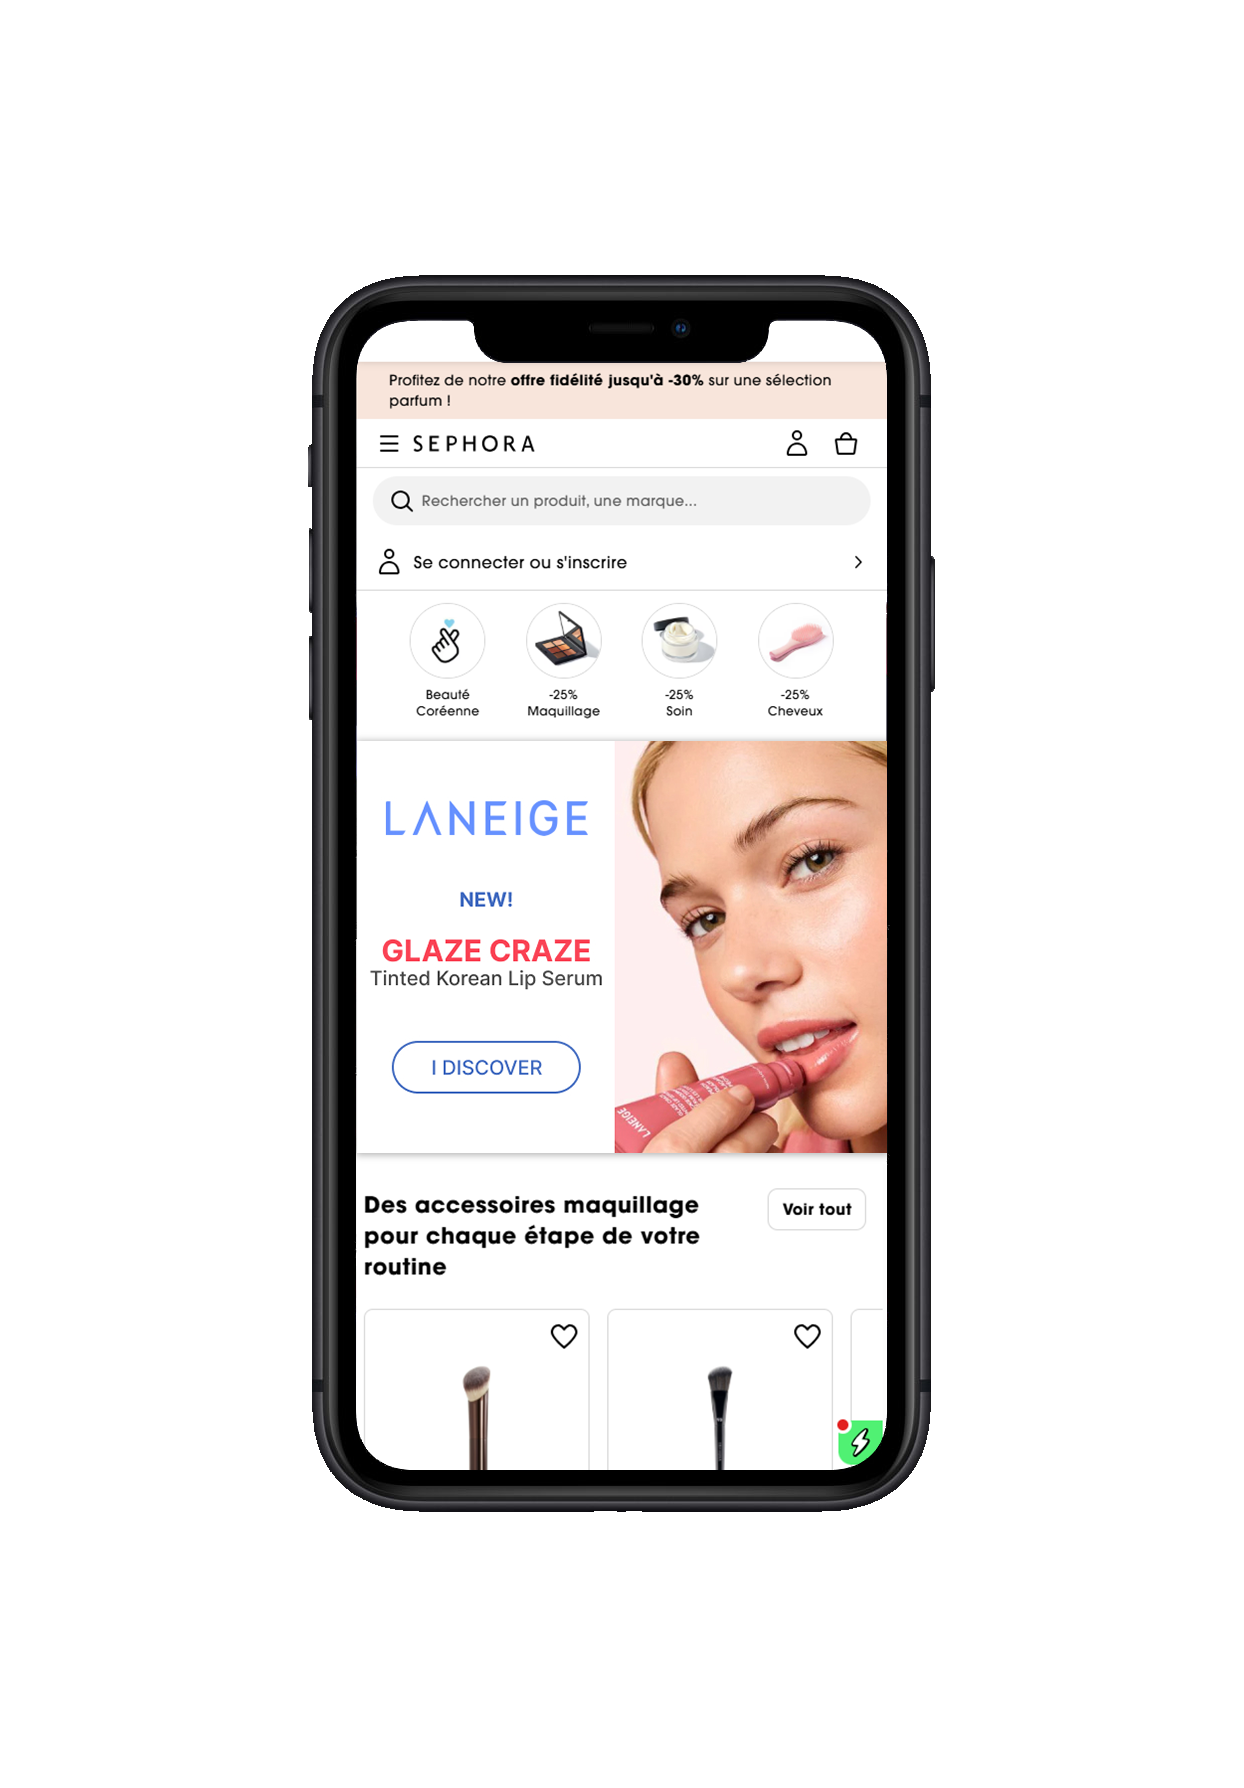 Profitez de notre offre fidélité jusqu'à -30% sur une sélection
parfum !
SEPHORA
Rechercher un produit, une marque...
Se connecter ou s'inscrire
Beauté
Coréenne
-25%
Maquillage
-25%
Soin
-25%
Cheveux
LANEIGE
NEW!
GLAZE CRAZE
Tinted Korean Lip Serum
I DISCOVER
LANEIGE
Des accessoires maquillage
pour chaque étape de votre
routine
Voir tout